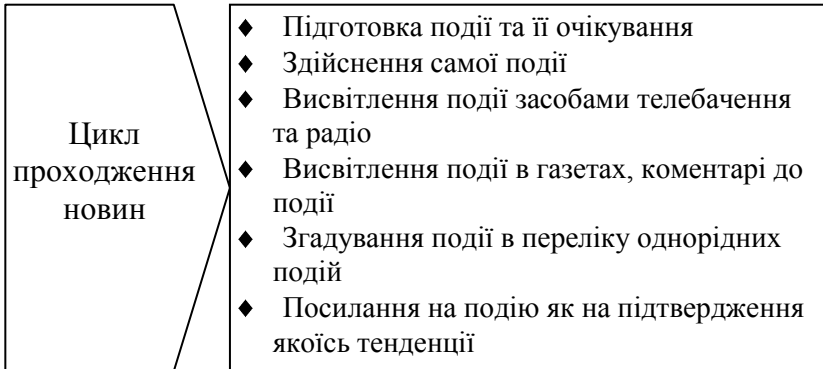 Цикл
проходження
новин
♦ Підготовка події та її очікування
♦ Здійснення самої події
♦ Висвітлення події засобами телебачення
та радіо
♦ Висвітлення події в газетах, коментарі до
події
♦ Згадування події в переліку однорідних
подій
♦ Посилання на подію як на підтвердження
якоїсь тенденції